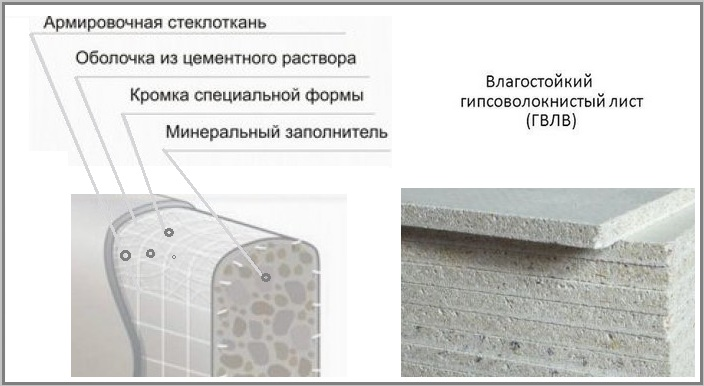 Армировочная стеклоткань
Оболочка из цементного раствора
Кромка специальной формы
Минеральный заполнитель
Влагостойкий
гипсоволокнистый лист
(ГВЛВ)